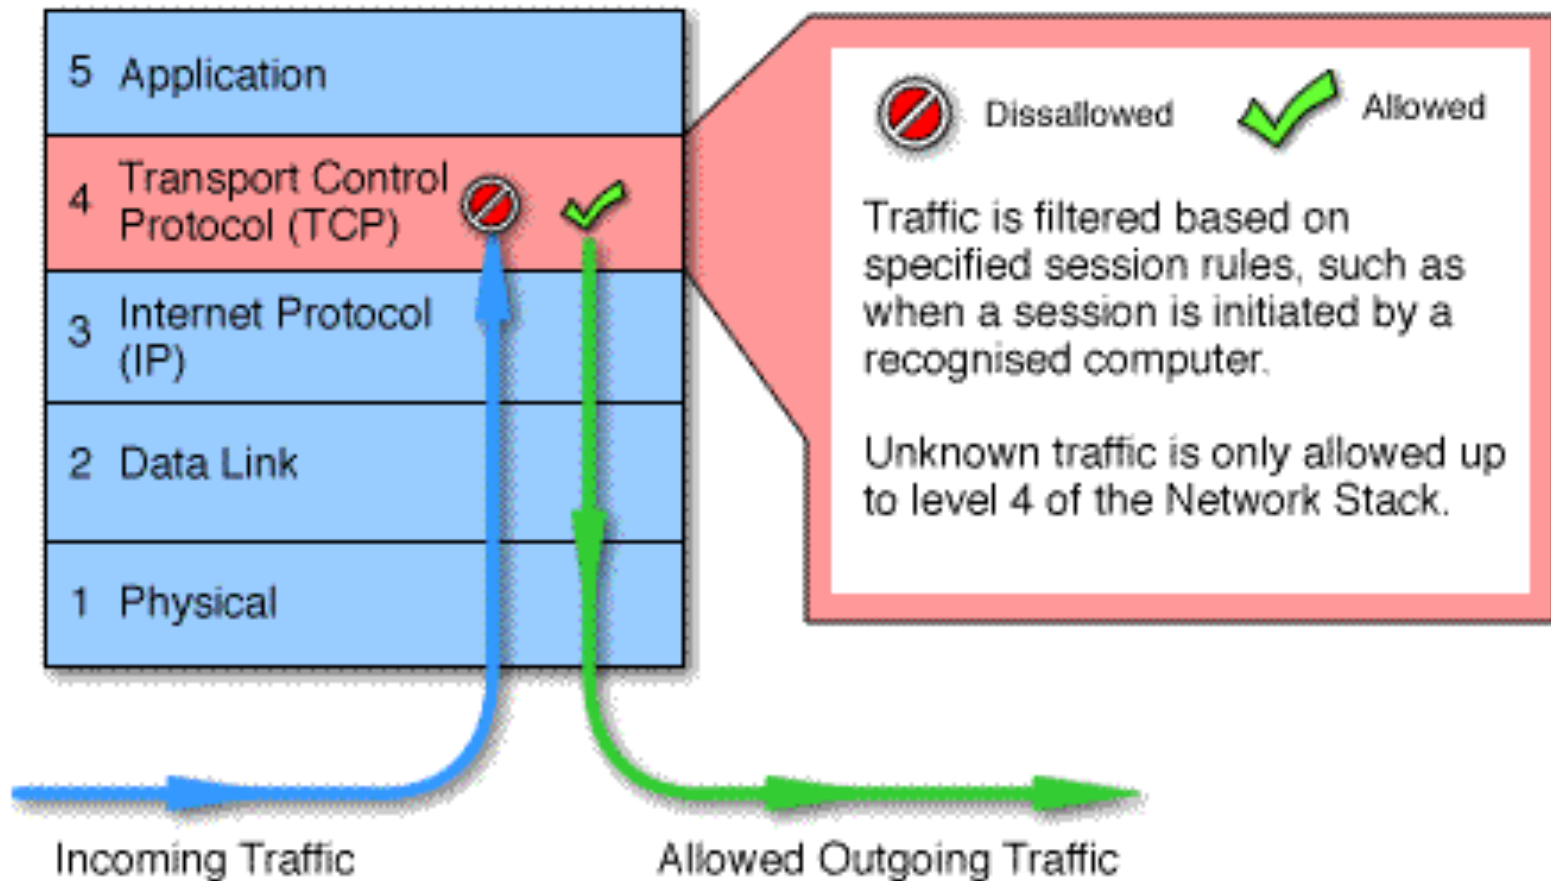 5 Application
4 Transport Control
Protocol (TCP)
3 Internet Protocol
(IP)
2 Data Link
1 Physical
Dissallowed
Allowed
Traffic is filtered based on
specified session rules, such as
when a session is initiated by a
recognised computer.
Unknown traffic is only allowed up
to level 4 of the Network Stack.
Incoming Traffic
Allowed Outgoing Traffic